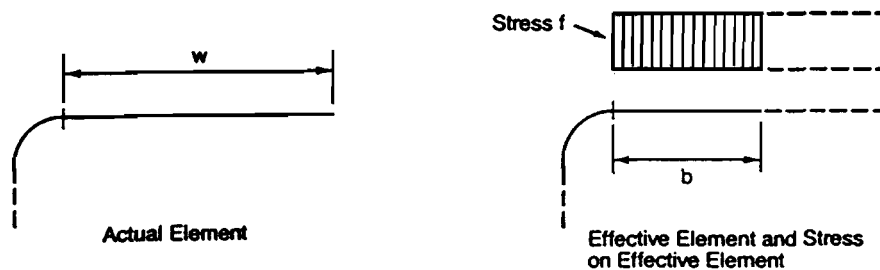 w
Actual Element
Stress f
b
Effective Element and Stress
on Effective Element